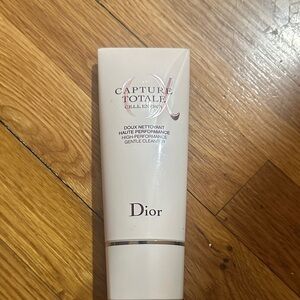 CAPTURE
TOTALE
CELL ENERGY
DOUX NETTOYANT
HAUTE PERFORMANCE
HIGH-PERFORMANCE
GENTLE CLEANSER
Dior